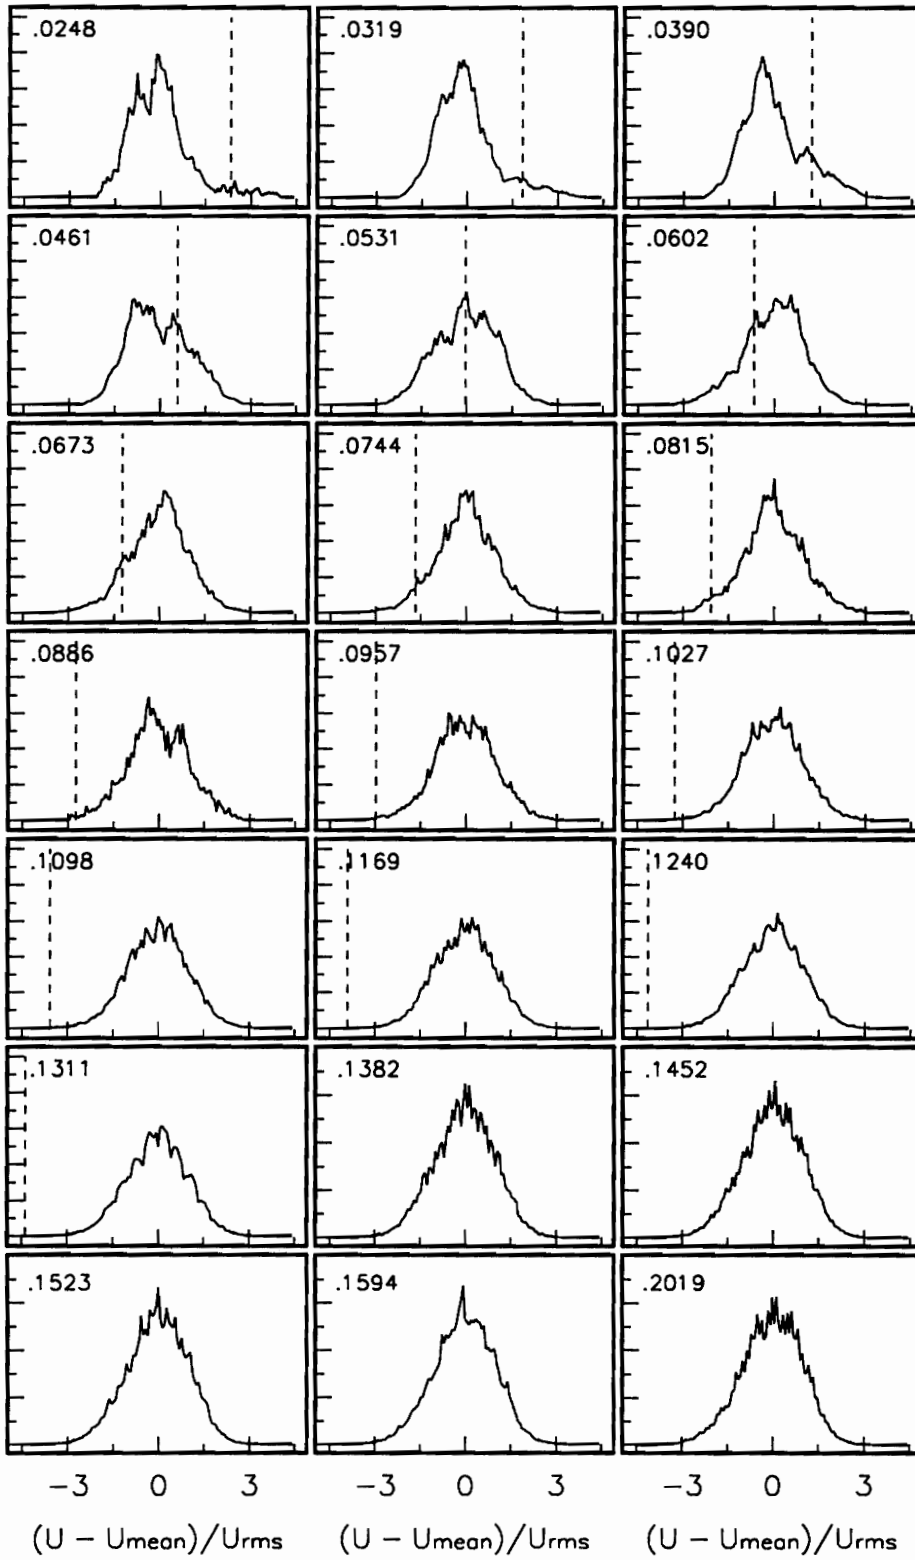 .0248 .0319 .0390
.0461 .0531 .0602
.0673 .0744 .0815
.0886 .0957 .1027
.1098 .1169 .1240
.1311 .1382 .1452
.1523 .1594 .2019
−3 0 3 −3 0 3 −3 0 3
(U − Umean)/Urms (U − Umean)/Urms (U − Umean)/Urms